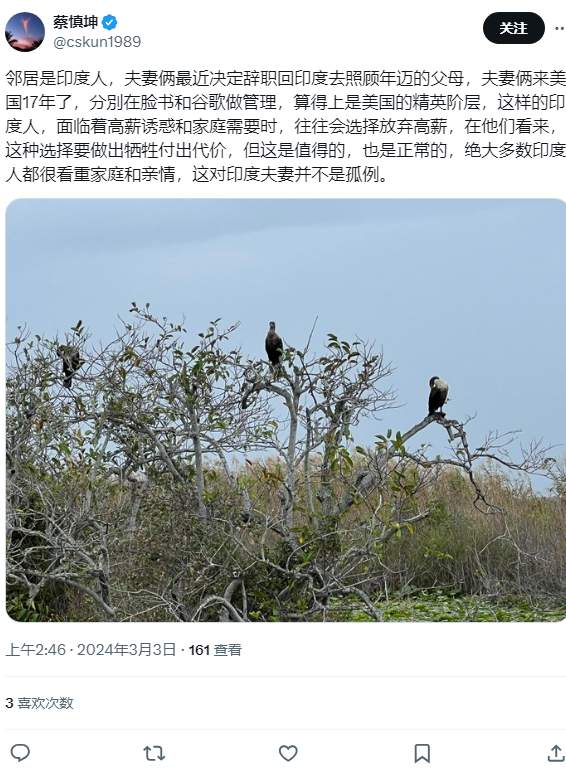 蔡慎坤
@cskun1989
关注
邻居是印度人，夫妻俩最近决定辞职回印度去照顾年迈的父母，夫妻俩来美
国17年了，分别在脸书和谷歌做管理，算得上是美国的精英阶层，这样的印
度人，面临着高薪诱惑和家庭需要时，往往会选择放弃高薪，在他们看来，
这种选择要做出牺牲付出代价，但这是值得的，也是正常的，绝大多数印度
人都很看重家庭和亲情，这对印度夫妻并不是孤例。
上午2:46 · 2024年3月3日 · 161 查看
3 喜欢次数